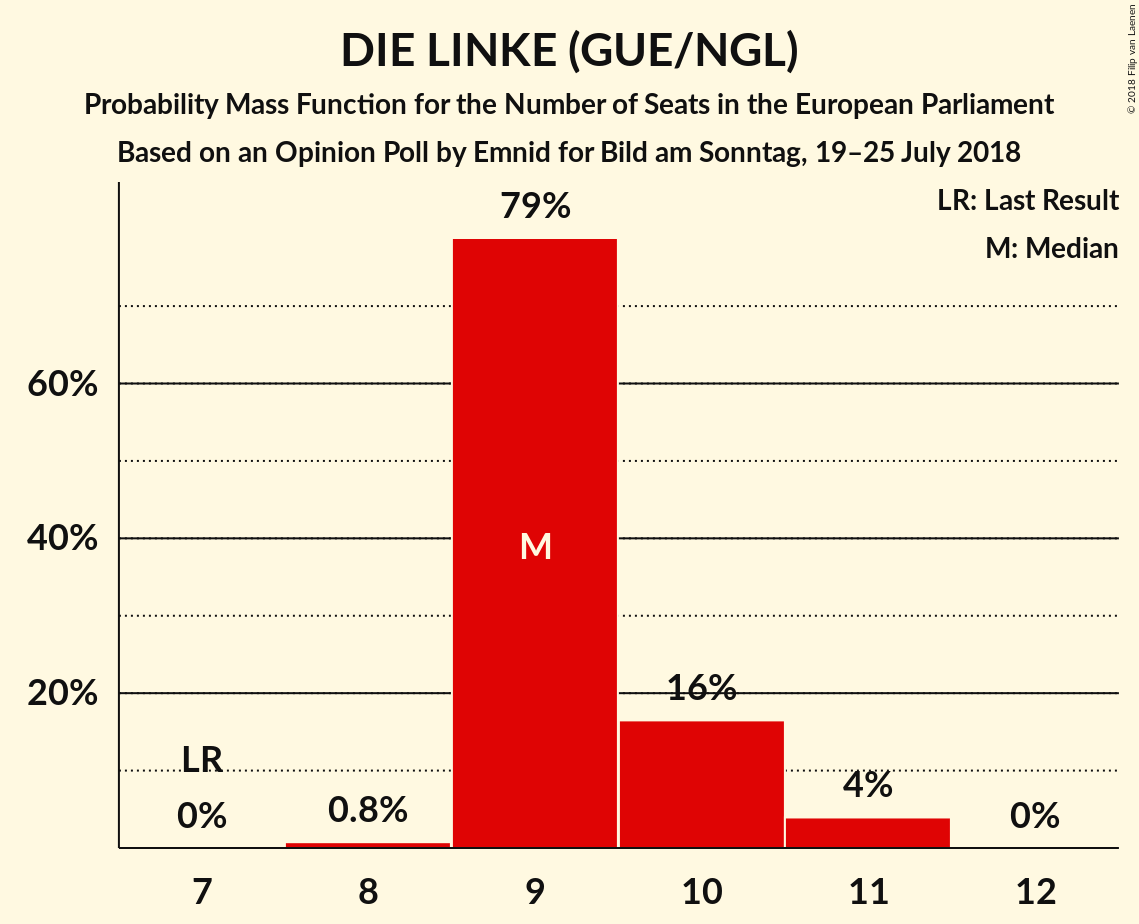 DIE LINKE (GUE/NGL)
Probability Mass Function for the Number of Seats in the European Parliament
Based on an Opinion Poll by Emnid for Bild am Sonntag, 19–25 July 2018
© 2018 Filip van Laenen
LR: Last Result
M: Median
79%
60%
40%
M
20%
16%
LR
4%
0%
0.8%
0%
7 8 9 10 11 12